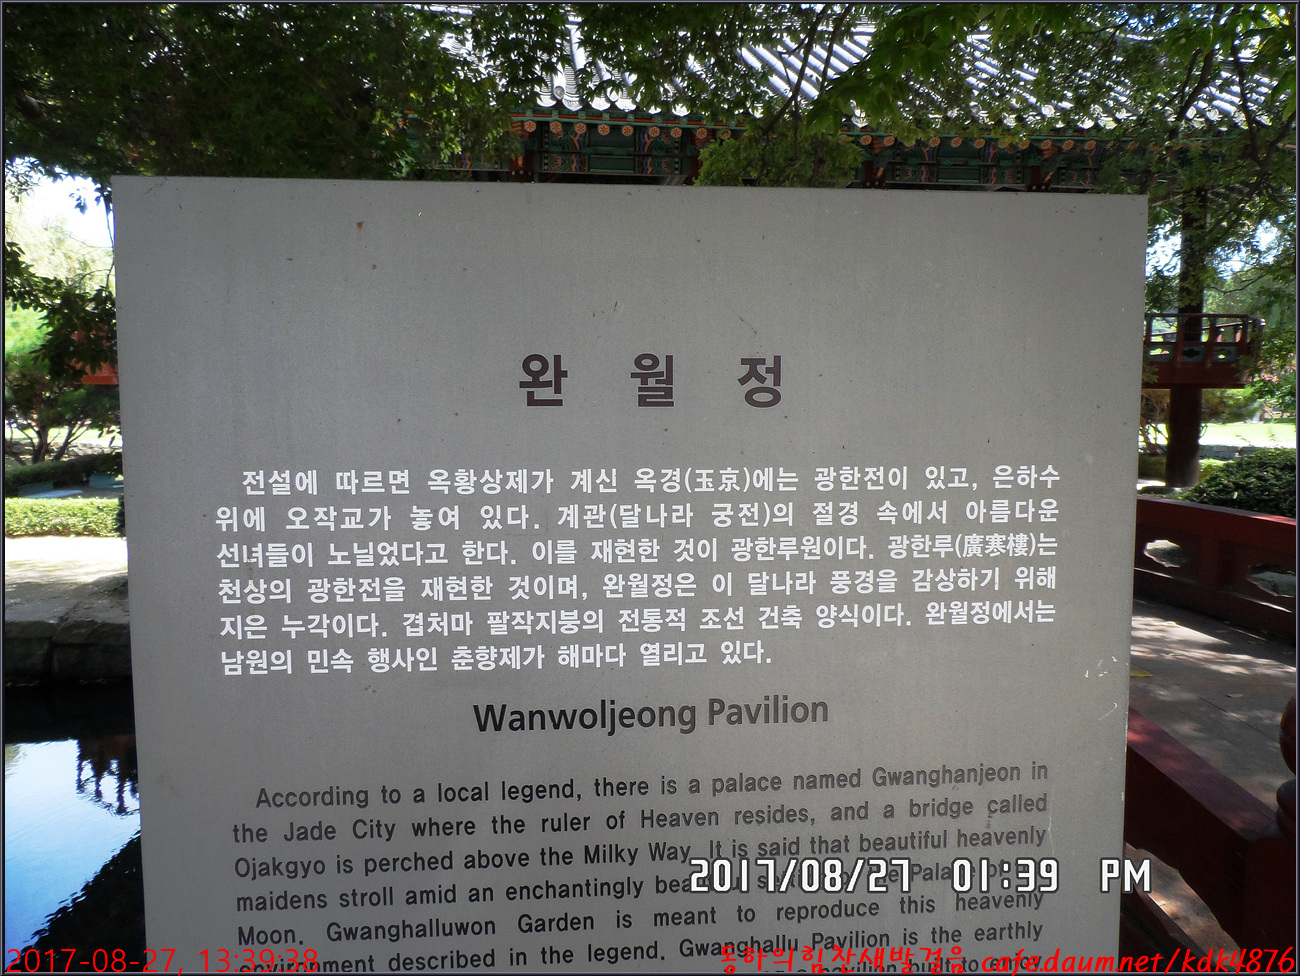 완 월 정
전설에 따르면 옥황상제가 계신 옥경(玉京)에는 광한전이 있고, 은하수
위에 오작교가 놓여 있다. 계관(달나라 궁전)의 절경 속에서 아름다운
선녀들이 노닐었다고 한다. 이를 재현한 것이 광한루원이다. 광한루(廣寒樓)는
천상의 광한전을 재현한 것이며, 완월정은 이 달나라 풍경을 감상하기 위해
지은 누각이다. 겹처마 팔작지붕의 전통적 조선 건축 양식이다. 완월정에서는
남원의 민속 행사인 춘향제가 해마다 열리고 있다.
Wanwoljeong Pavilion
According to a local legend, there is a palace named Gwanghanjeon in
the Jade City where the ruler of Heaven resides, and a bridge called
Ojakgyo is perched above the Milky Way. It is said that beautiful heavenly
maidens stroll amid an enchantingly
Moon. Gwanghalluwon Garden is meant to reproduce this heavenly
described in the legend. Gwanghallu Pavilion is the earthly
pavilion built to
2017/08/27 01:39 PM
2017-08-27, 13:39:38
동하의힘찬새발걸음 cafe.daum.net/kdk4876